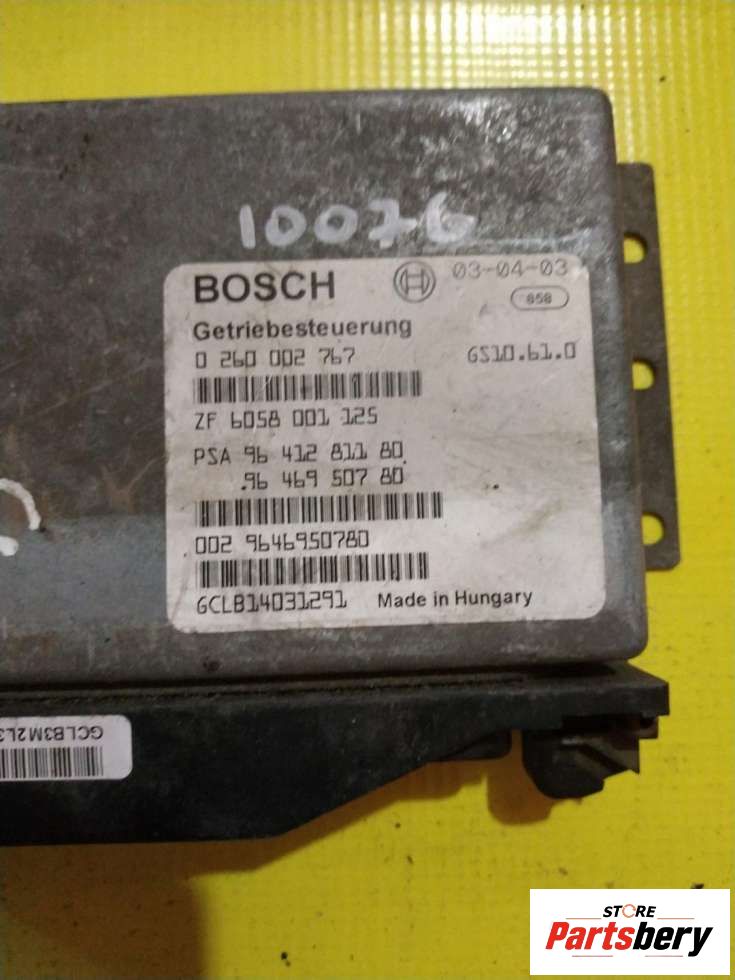 10076
BOSCH 03-04-03
858
Getriebesteuerung
0 260 002 767 GS10.61.0
ZF 6058 001 125
PSA 96 412 811 80
96 469 507 80
002 9646950780
GCLB14031291 Made in Hungary
GCLB3M2L3
STORE
Partsbery